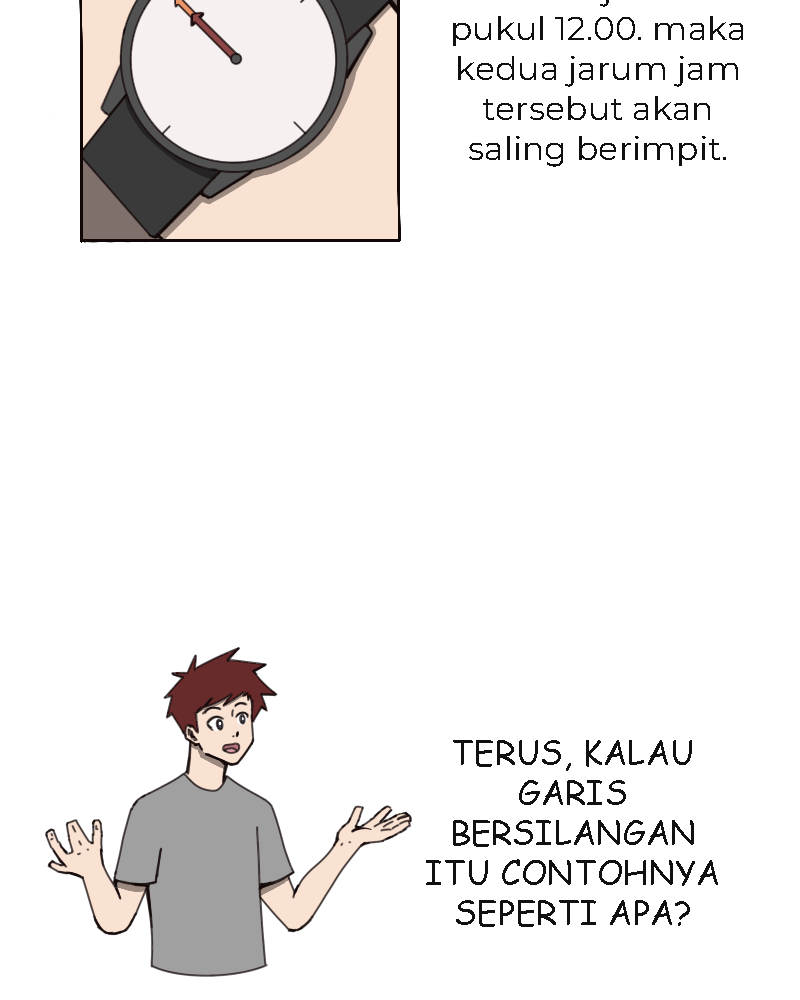 pukul 12.00. maka
kedua jarum jam
tersebut akan
saling berimpit.
TERUS, KALAU
GARIS
BERSILANGAN
ITU CONTOHNYA
SEPERTI APA?